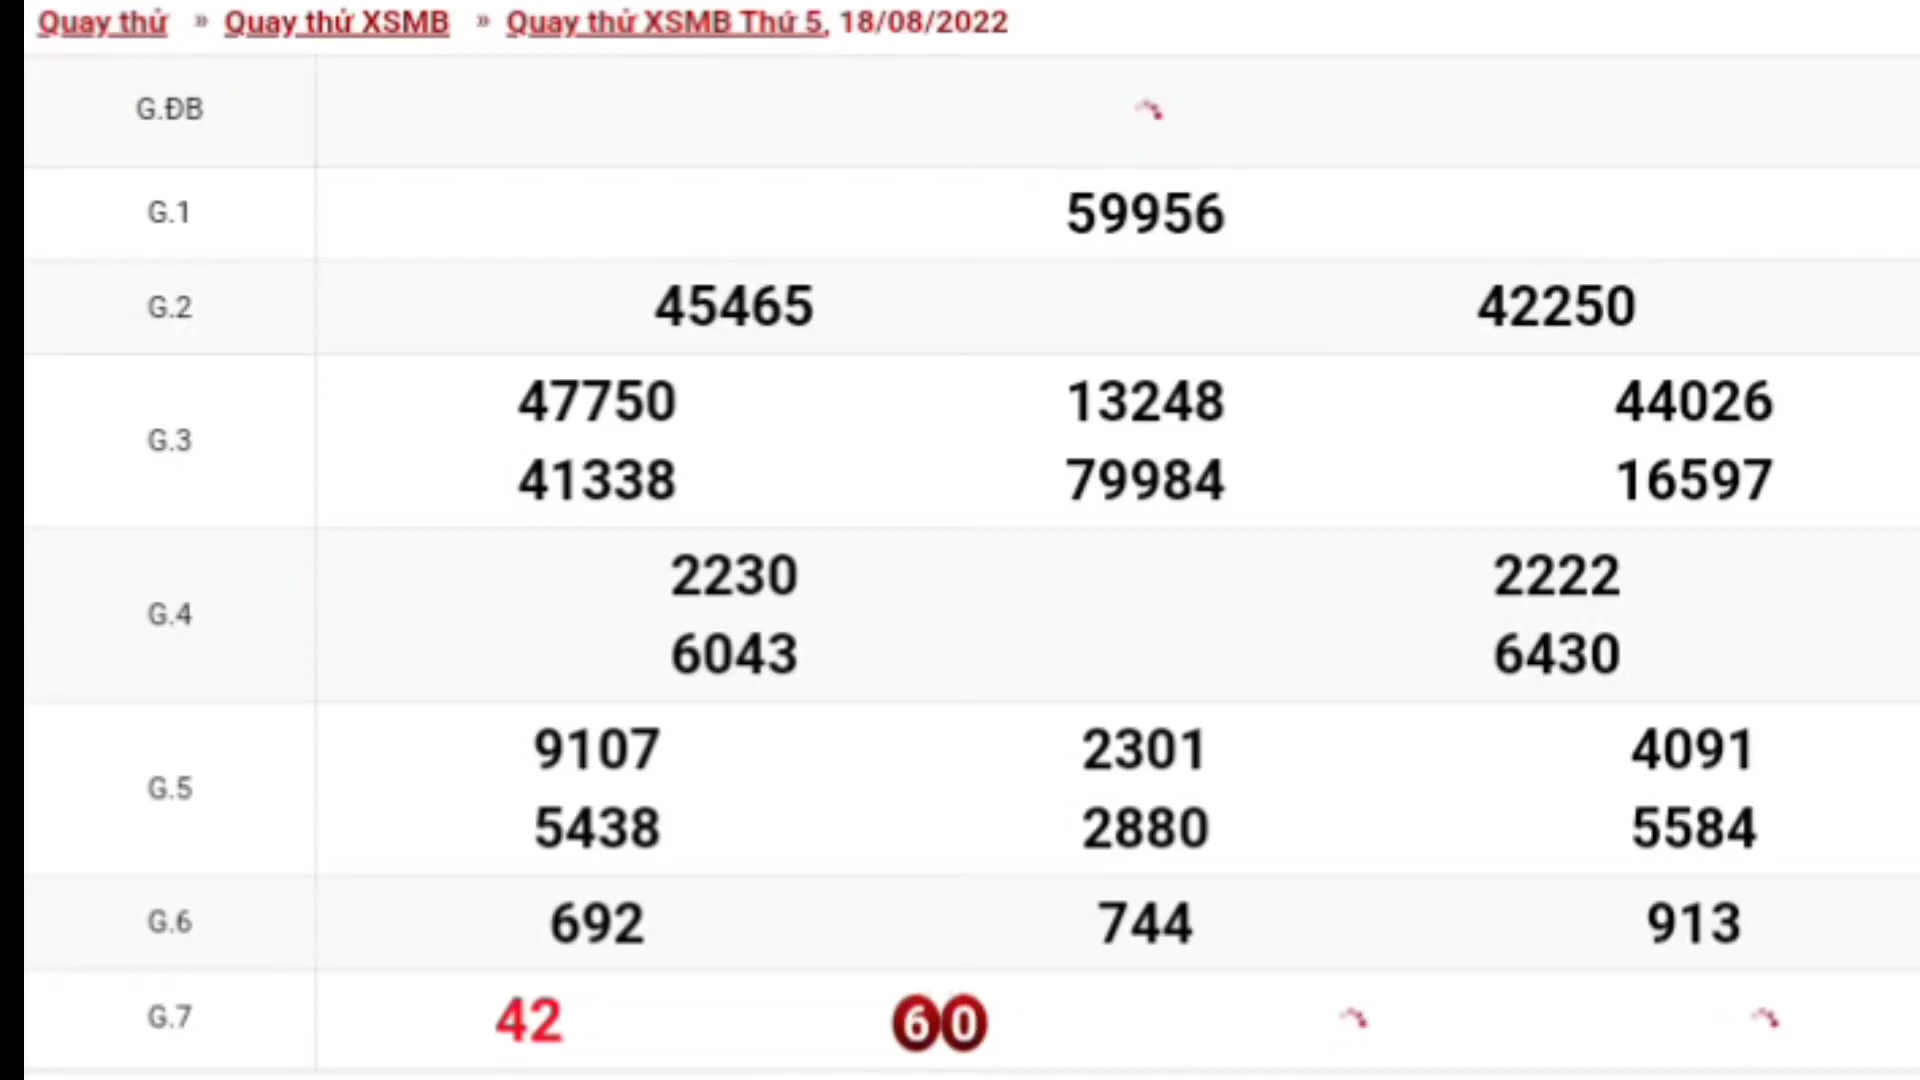 Quay thử » Quay thử XSMB » Quay thử XSMB Thứ 5, 18/08/2022
G.ĐB
G.1 59956
G.2 45465 42250
G.3 47750 13248 44026
41338 79984 16597
G.4 2230 2222
6043 6430
G.5 9107 2301 4091
5438 2880 5584
G.6 692 744 913
G.7 42 60